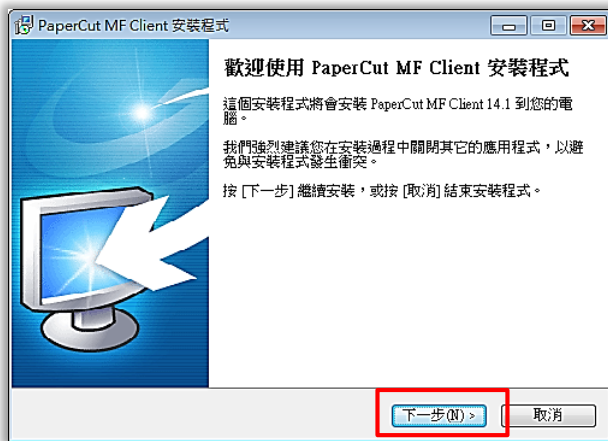 PaperCut MF Client 安裝程式
歡迎使用 PaperCut MF Client 安裝程式
這個安裝程式將會安裝 PaperCut MF Client 14.1 到您的電
腦。
我們強烈建議您在安裝過程中關閉其它的應用程式，以避
免與安裝程式發生衝突。
按 [下一步] 繼續安裝，或按 [取消] 結束安裝程式。
下一步(N) >
取消